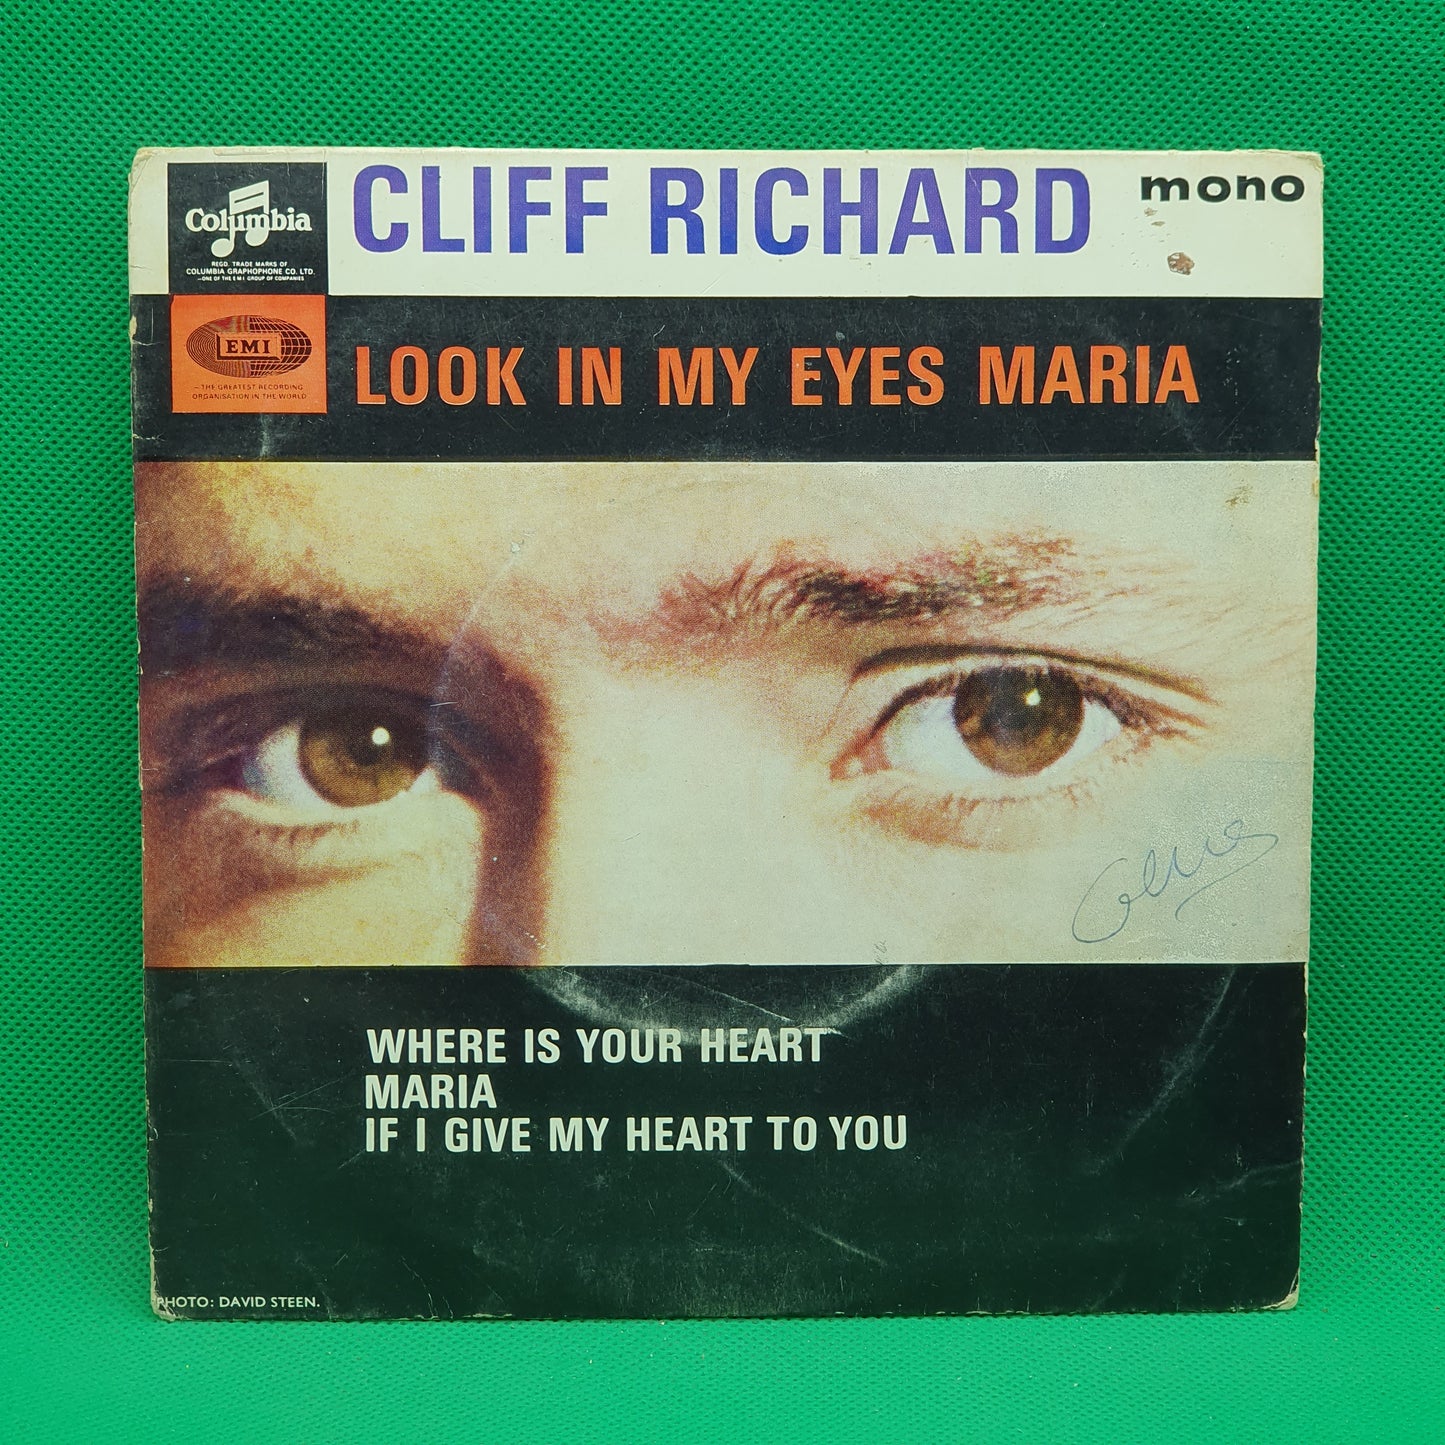 Columbia
REGD. TRADE MARKS OF
COLUMBIA GRAPHOPHONE CO. LTD.
—ONE OF THE E M I GROUP OF COMPANIES
CLIFF RICHARD
mono
EMI
—THE GREATEST RECORDING
ORGANISATION IN THE WORLD
LOOK IN MY EYES MARIA
WHERE IS YOUR HEART
MARIA
IF I GIVE MY HEART TO YOU
PHOTO: DAVID STEEN.